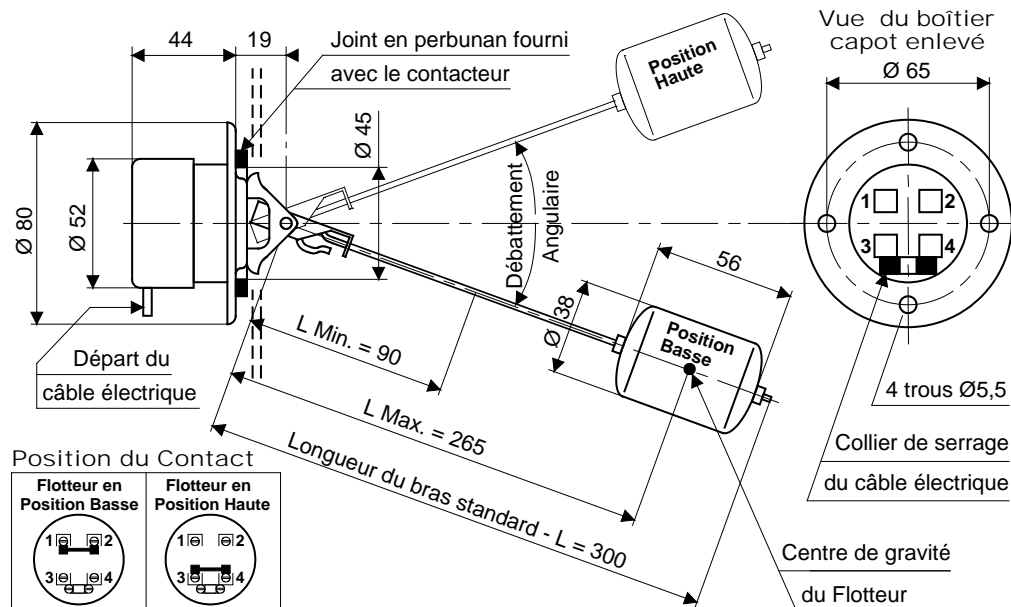 44
19
Joint en perbunan fourni
avec le contacteur
Position
Haute
Vue du boîtier
capot enlevé
Ø 65
Ø 80
Ø 52
Ø 45
Débattement
Angulaire
1
2
3
4
56
Ø 38
Position
Basse
L Min. = 90
Départ du
câble électrique
L Max. = 265
Longueur du bras standard - L = 300
4 trous Ø5,5
Collier de serrage
du câble électrique
Centre de gravité
du Flotteur
Position du Contact
Flotteur en
Position Basse
Flotteur en
Position Haute
1
2
3
4
1
2
3
4